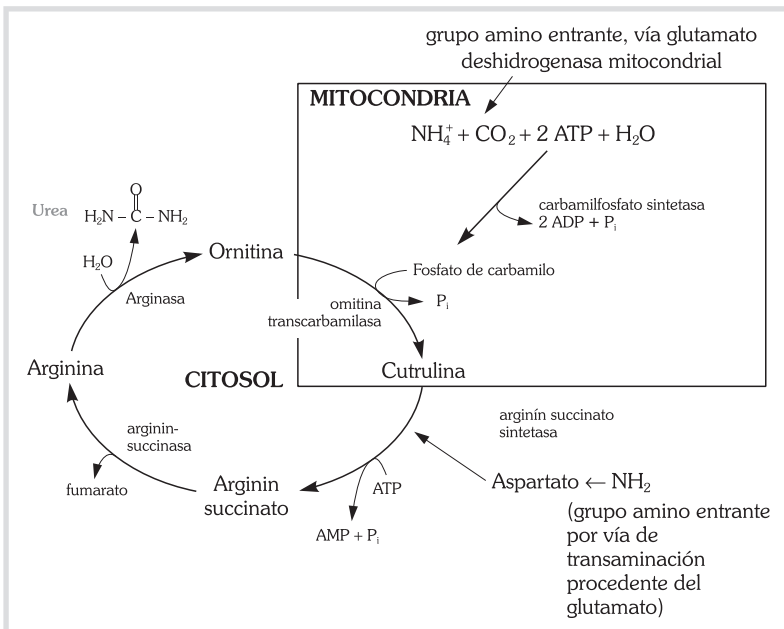 grupo amino entrante, vía glutamato
deshidrogenasa mitocondrial
MITOCONDRIA
NH₄⁺ + CO₂ + 2 ATP + H₂O
carbamilfosfato sintetasa
2 ADP + Pᵢ
Urea
O
H₂N – C – NH₂
H₂O
Arginasa
Ornitina
Fosfato de carbamilo
Pᵢ
omitina
transcarbamilasa
Arginina
CITOSOL
Cutrulina
arginín succinato
sintetasa
arginin-
succinasa
fumarato
Arginin
succinato
ATP
AMP + Pᵢ
Aspartato ← NH₂
(grupo amino entrante
por vía de
transaminación
procedente del
glutamato)